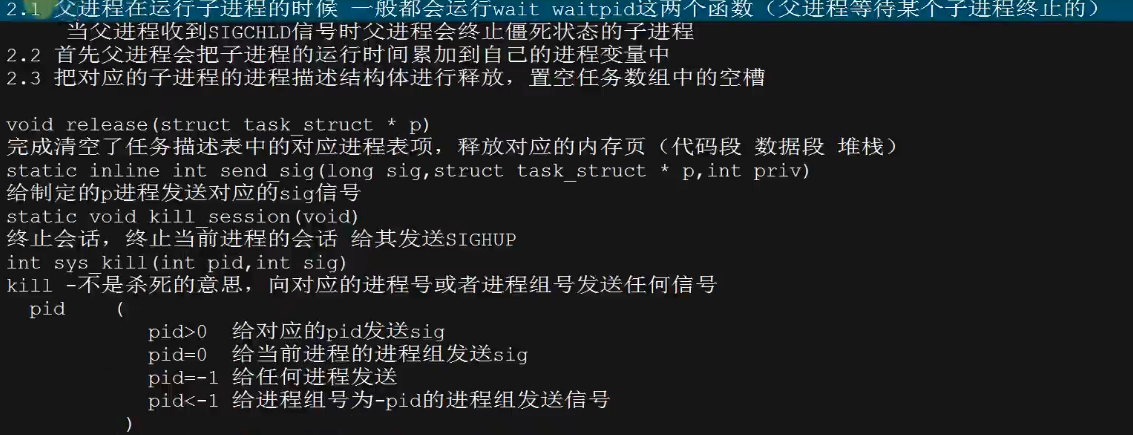 2.1 父进程在运行子进程的时候 一般都会运行wait waitpid这两个函数（父进程等待某个子进程终止的）
当父进程收到SIGCHLD信号时父进程会终止僵死状态的子进程
2.2 首先父进程会把子进程的运行时间累加到自己的进程变量中
2.3 把对应的子进程的进程描述结构体进行释放，置空任务数组中的空槽
void release(struct task_struct * p)
完成清空了任务描述表中的对应进程表项，释放对应的内存页（代码段 数据段 堆栈）
static inline int send_sig(long sig,struct task_struct * p,int priv)
给制定的p进程发送对应的sig信号
static void kill_session(void)
终止会话，终止当前进程的会话 给其发送SIGHUP
int sys_kill(int pid,int sig)
kill -不是杀死的意思，向对应的进程号或者进程组号发送任何信号
pid (
pid>0 给对应的pid发送sig
pid=0 给当前进程的进程组发送sig
pid=-1 给任何进程发送
pid<-1 给进程组号为-pid的进程组发送信号
)